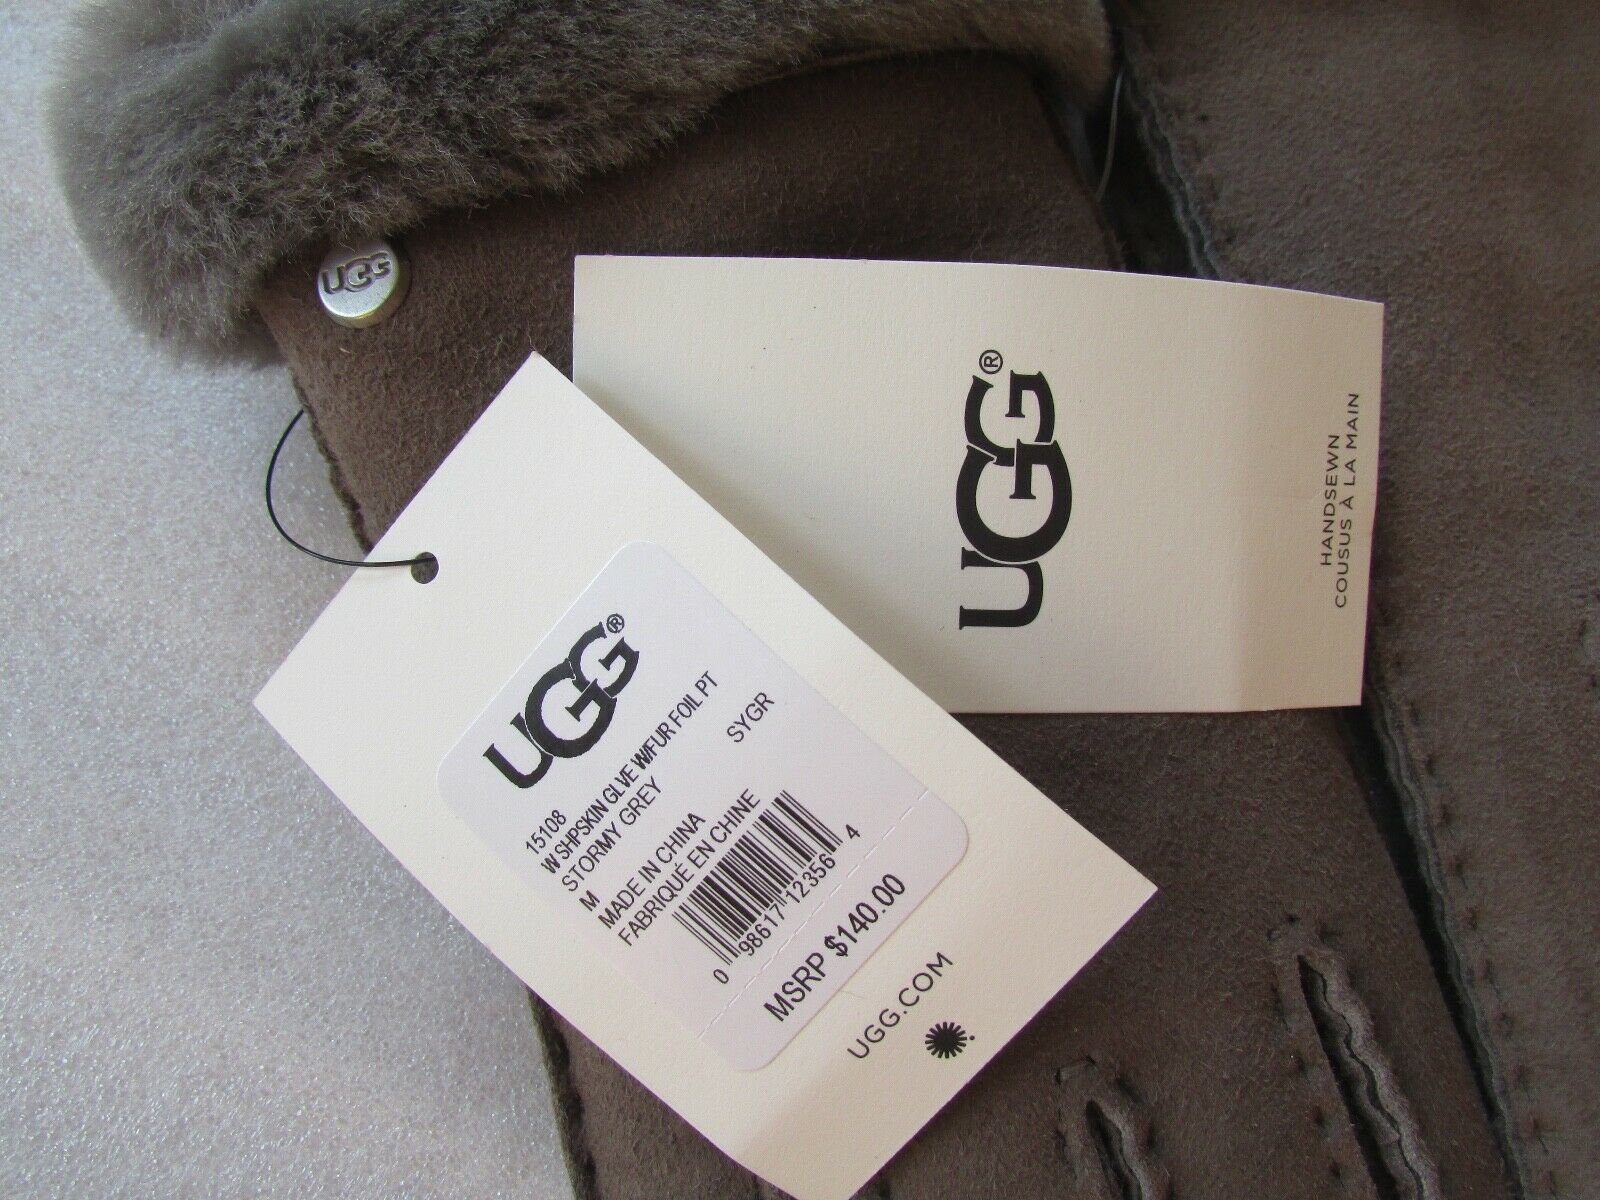 UGG
UGG®
HANDSEWN
COUSUS À LA MAIN
UGG®
15108
W SHPSKIN GLVE W/FUR FOIL PT
STORMY GREY SYGR
M
MADE IN CHINA
FABRIQUÉ EN CHINE
0 98617 12356 4
MSRP $140.00
UGG.COM